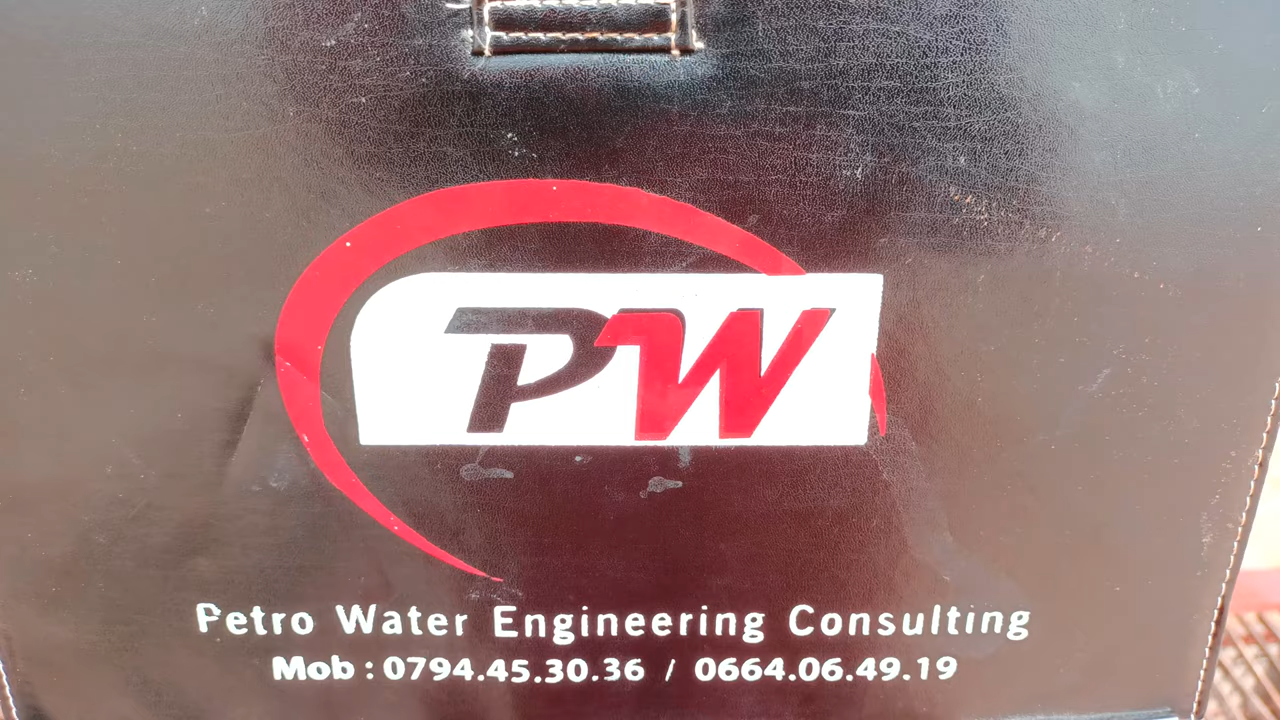 PW
Petro Water Engineering Consulting
Mob : 0794.45.30.36 / 0664.06.49.19